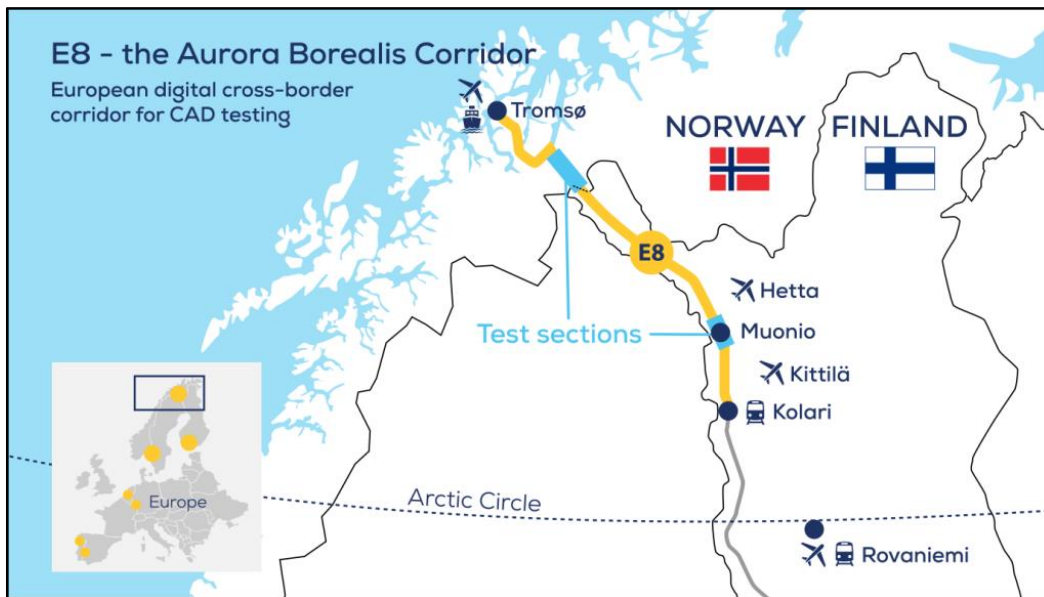 E8 - the Aurora Borealis Corridor
European digital cross-border
corridor for CAD testing
Tromsø
NORWAY
FINLAND
E8
Hetta
Test sections
Muonio
Kittilä
Kolari
Europe
Arctic Circle
Rovaniemi